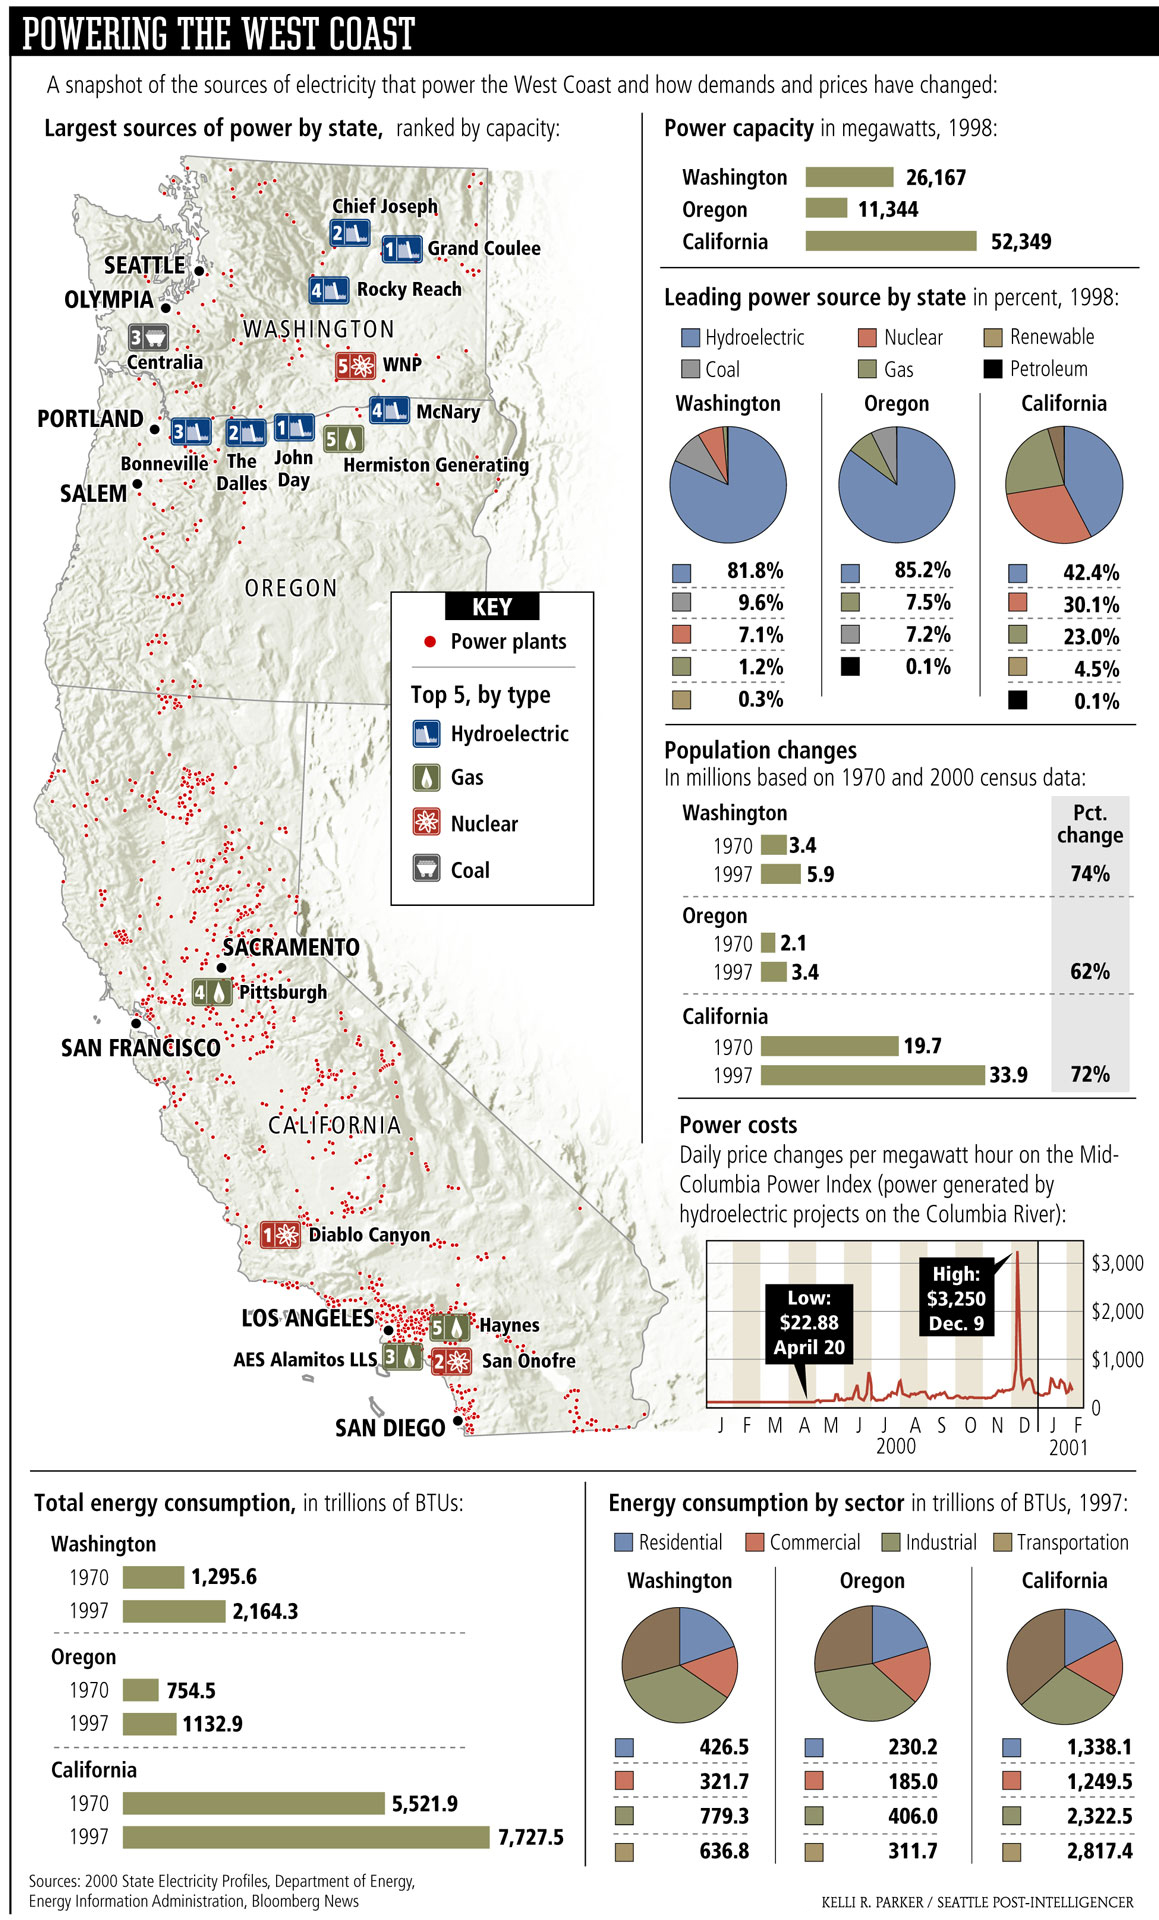 POWERING THE WEST COAST
A snapshot of the sources of electricity that power the West Coast and how demands and prices have changed:
Largest sources of power by state, ranked by capacity:
Chief Joseph
2
1
Grand Coulee
SEATTLE
4
Rocky Reach
OLYMPIA
WASHINGTON
3
Centralia
5
WNP
4
McNary
PORTLAND
3
2
1
5
Bonneville
The
Dalles
John
Day
Hermiston Generating
SALEM
OREGON
KEY
Power plants
Top 5, by type
Hydroelectric
Gas
Nuclear
Coal
SACRAMENTO
4
Pittsburgh
SAN FRANCISCO
CALIFORNIA
1
Diablo Canyon
LOS ANGELES
5
Haynes
AES Alamitos LLS
3
2
San Onofre
SAN DIEGO
Power capacity in megawatts, 1998:
Washington 26,167
Oregon 11,344
California 52,349
Leading power source by state in percent, 1998:
Hydroelectric Nuclear Renewable
Coal Gas Petroleum
Washington Oregon California
81.8% 85.2% 42.4%
9.6% 7.5% 30.1%
7.1% 7.2% 23.0%
1.2% 0.1% 4.5%
0.3% 0.1%
Population changes
In millions based on 1970 and 2000 census data:
Washington Pct.
change
1970 3.4
1997 5.9 74%
Oregon
1970 2.1
1997 3.4 62%
California
1970 19.7
1997 33.9 72%
Power costs
Daily price changes per megawatt hour on the Mid-
Columbia Power Index (power generated by
hydroelectric projects on the Columbia River):
Low:
$22.88
April 20
High:
$3,250
Dec. 9
$3,000
$2,000
$1,000
0
J F M A M J J A S O N D J F
2000 2001
Total energy consumption, in trillions of BTUs:
Washington
1970 1,295.6
1997 2,164.3
Oregon
1970 754.5
1997 1132.9
California
1970 5,521.9
1997 7,727.5
Energy consumption by sector in trillions of BTUs, 1997:
Residential Commercial Industrial Transportation
Washington Oregon California
426.5 230.2 1,338.1
321.7 185.0 1,249.5
779.3 406.0 2,322.5
636.8 311.7 2,817.4
Sources: 2000 State Electricity Profiles, Department of Energy,
Energy Information Administration, Bloomberg News
KELLI R. PARKER / SEATTLE POST-INTELLIGENCER